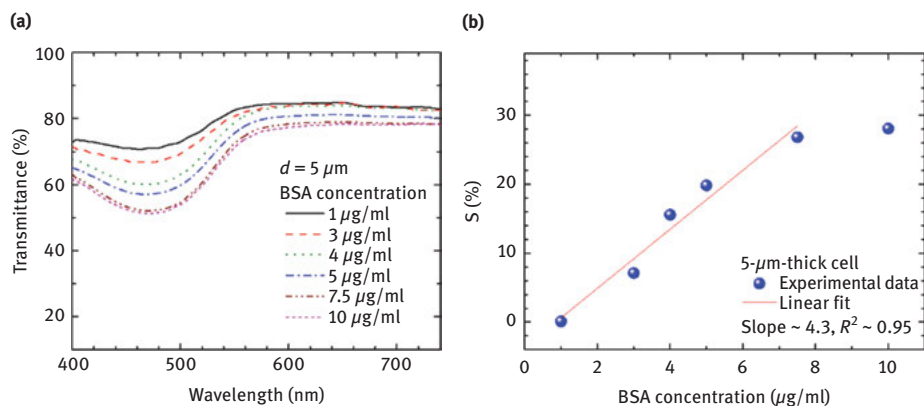 (a)
100
80
60
40
20
Transmittance (%)
d = 5 μm
BSA concentration
1 μg/ml
3 μg/ml
4 μg/ml
5 μg/ml
7.5 μg/ml
10 μg/ml
400 500 600 700
Wavelength (nm)
(b)
30
20
10
0
S (%)
5-μm-thick cell
Experimental data
Linear fit
Slope ~ 4.3, R² ~ 0.95
0 2 4 6 8 10
BSA concentration (μg/ml)